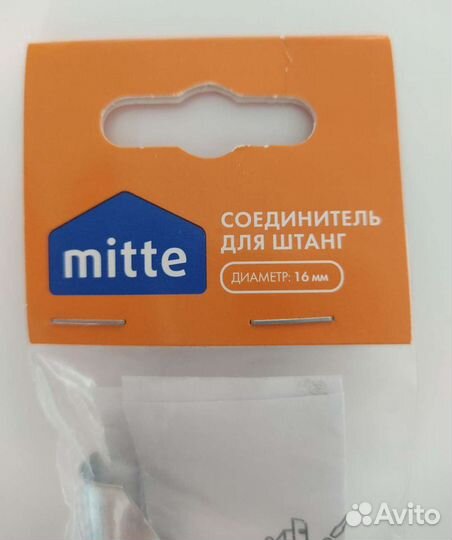 mitte
СОЕДИНИТЕЛЬ
ДЛЯ ШТАНГ
ДИАМЕТР: 16 мм
Avito